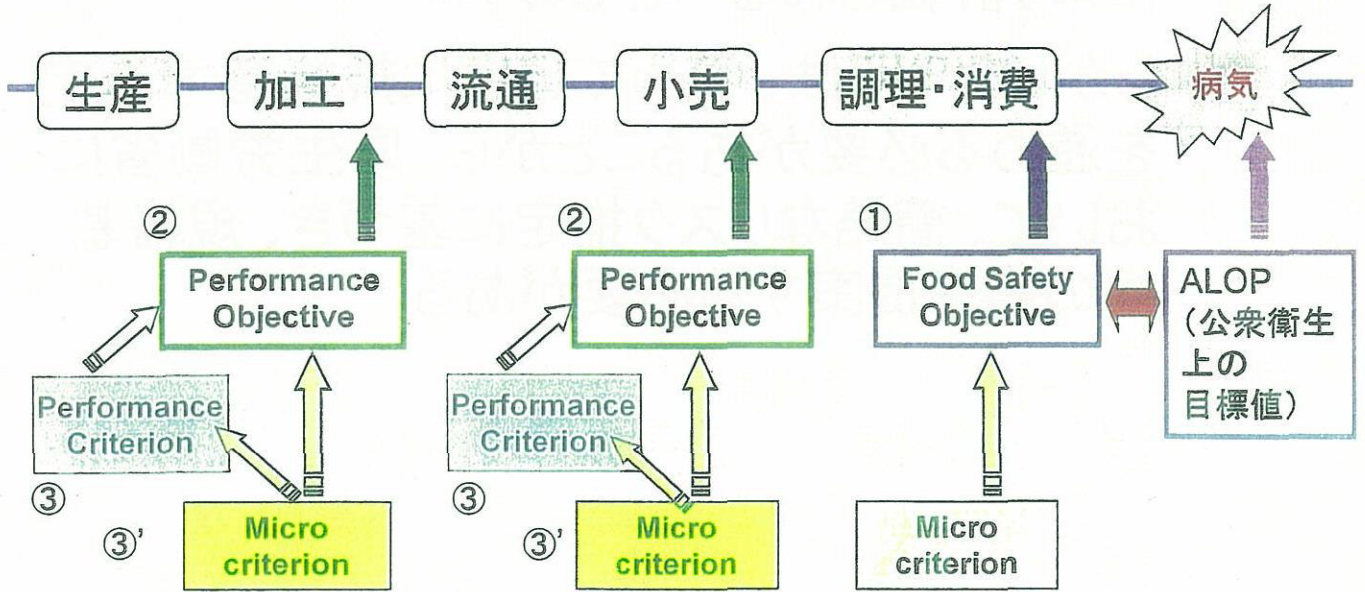 生産
加工
流通
小売
調理・消費
病気
②
②
①
Performance
Objective
Performance
Objective
Food Safety
Objective
ALOP
（公衆衛生
上の
目標値）
Performance
Criterion
Performance
Criterion
③
③
③’
Micro
criterion
③’
Micro
criterion
Micro
criterion